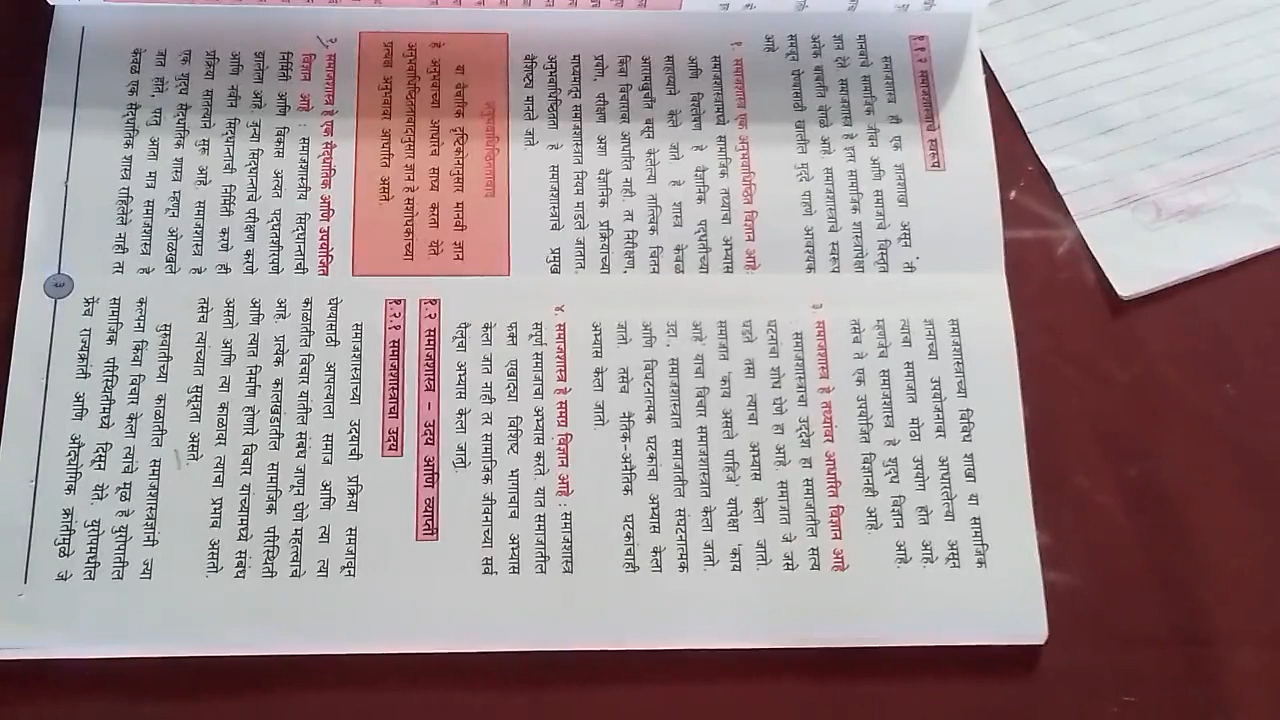 १.१.२ समाजशास्त्राचे स्वरूप
समाजशास्त्र ही एक ज्ञानशाखा असून ती
मानवाचे सामाजिक जीवन आणि समाजाचे विस्तृत
ज्ञान देते. समाजशास्त्र हे इतर सामाजिक शास्त्रांपेक्षा
अनेक बाबतीत वेगळे आहे. समाजशास्त्राचे स्वरूप
समजून घेण्यासाठी खालील मुद्दे पाहणे आवश्यक
आहे
१. समाजशास्त्र एक अनुभवाधिष्ठित विज्ञान आहे:
समाजशास्त्रामध्ये सामाजिक तथ्यांचा अभ्यास
आणि विश्लेषण हे वैज्ञानिक पद्धतीच्या
साहाय्याने केले जाते. हे शास्त्र केवळ
आरामखुर्चीत बसून केलेल्या तात्त्विक चिंतन
किंवा विचारांवर आधारित नाही. तर निरीक्षण,
प्रयोग, परीक्षण अशा वैज्ञानिक प्रक्रियांच्या
माध्यमातून समाजशास्त्रात नियम मांडले जातात.
अनुभवाधिष्ठितता हे समाजशास्त्राचे प्रमुख
वैशिष्ट्य मानले जाते.
अनुभवाधिष्ठिततावाद
या वैचारिक दृष्टिकोनानुसार मानवी ज्ञान
हे अनुभवाच्या आधारेच साध्य करता येते.
अनुभवाधिष्ठिततावादानुसार ज्ञान हे संशोधकाच्या
प्रत्यक्ष अनुभवावर आधारित असते.
२. समाजशास्त्र हे एक सैद्धांतिक आणि उपयोजित
विज्ञान आहे : समाजशास्त्रीय सिद्धांताची
निर्मिती आणि विकास अत्यंत पद्धतशीरपणे
झालेला आहे. जुन्या सिद्धान्ताचे परीक्षण करणे
आणि नवीन सिद्धान्ताची निर्मिती करणे ही
प्रक्रिया सातत्याने सुरू आहे. समाजशास्त्र हे
एक शुद्ध सैद्धांतिक शास्त्र म्हणून ओळखले
जात होते, परंतु आता मात्र समाजशास्त्र हे
केवळ एक सैद्धांतिक शास्त्र राहिलेले नाही तर
समाजशास्त्राच्या विविध शाखा या सामाजिक
ज्ञानाच्या उपयोजनावर आधारलेल्या असून
त्यांचा समाजात मोठा उपयोग होत आहे.
म्हणजेच समाजशास्त्र हे शुद्ध विज्ञान आहे.
तसेच ते एक उपयोजित विज्ञानही आहे.
३. समाजशास्त्र हे तथ्यांवर आधारित विज्ञान आहे
: समाजशास्त्राचा उद्देश हा समाजातील सत्य
घटनांचा शोध घेणे हा आहे. समाजात जे जसे
घडते तसा त्याचा अभ्यास केला जातो.
समाजात 'काय असले पाहिजे' यापेक्षा 'काय
आहे' याचा विचार समाजशास्त्रात केला जातो.
उदा., समाजशास्त्रात समाजातील संघटनात्मक
आणि विघटनात्मक घटकांचा अभ्यास केला
जातो. तसेच नैतिक-अनैतिक घटकांचाही
अभ्यास केला जातो.
४. समाजशास्त्र हे समग्र विज्ञान आहे : समाजशास्त्र
संपूर्ण समाजाचा अभ्यास करते. यात समाजातील
फक्त एखाद्या विशिष्ट भागाचाच अभ्यास
केला जात नाही तर सामाजिक जीवनाच्या सर्व
पैलूंचा अभ्यास केला जातो.
१.२ समाजशास्त्र – उदय आणि व्याप्ती
१.२.१ समाजशास्त्राचा उदय
समाजशास्त्राच्या उदयाची प्रक्रिया समजावून
घेण्यासाठी आपल्याला समाज आणि त्या त्या
काळातील विचार यांतील संबंध जाणून घेणे महत्त्वाचे
आहे. प्रत्येक कालखंडातील सामाजिक परिस्थिती
आणि त्यात निर्माण होणारे विचार यांच्यामध्ये संबंध
असतो आणि त्या काळावर त्याचा प्रभाव असतो.
तसेच त्यांच्यात सुसूत्रता असते.
सुरुवातीच्या काळातील समाजशास्त्रज्ञांनी ज्या
कल्पना किंवा विचार केला त्यांचे मूळ हे युरोपमधील
सामाजिक परिस्थितीमध्ये दिसून येते. युरोपमधील
फ्रेंच राज्यक्रांती आणि औद्योगिक क्रांतीमुळे जे
३